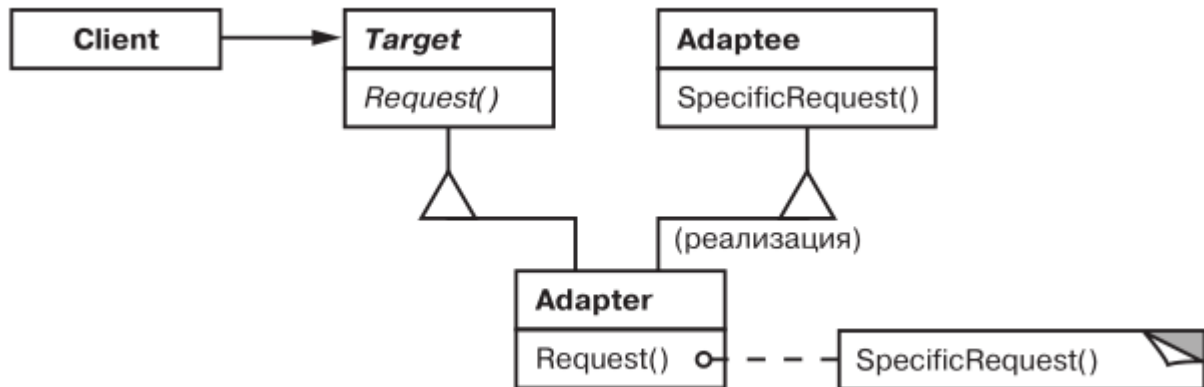 Client
Target
Request()
Adaptee
SpecificRequest()
(реализация)
Adapter
Request()
SpecificRequest()